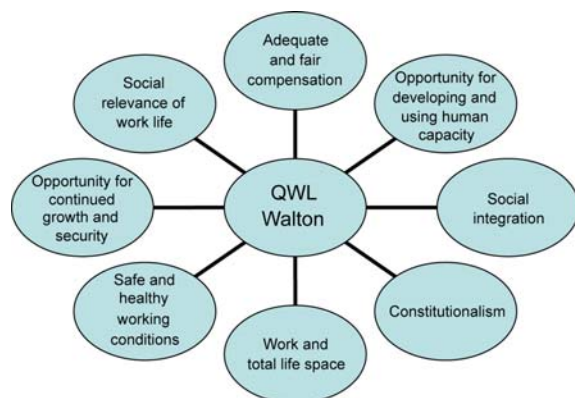 Adequate
and fair
compensation
Opportunity for
developing and
using human
capacity
Social
integration
Constitutionalism
Work and
total life space
Safe and
healthy
working
conditions
Opportunity for
continued
growth and
security
Social
relevance of
work life
QWL
Walton